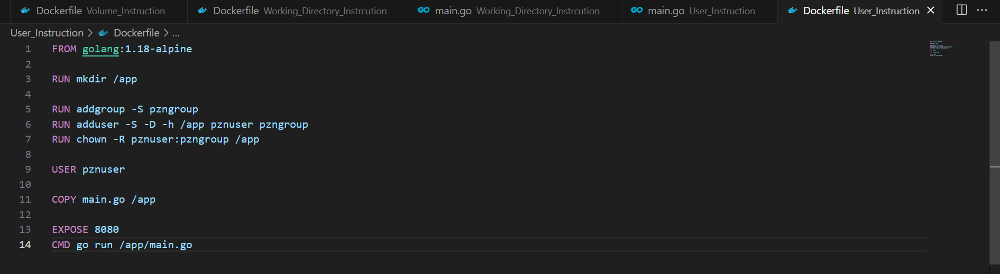 Dockerfile Volume_Instruction Dockerfile Working_Directory_Instrcution GO main.go Working_Directory_Instrcution GO main.go User_Instruction Dockerfile User_Instruction
User_Instruction > Dockerfile > ...
1 FROM golang:1.18-alpine
2
3 RUN mkdir /app
4
5 RUN addgroup -S pzngroup
6 RUN adduser -S -D -h /app pznuser pzngroup
7 RUN chown -R pznuser:pzngroup /app
8
9 USER pznuser
10
11 COPY main.go /app
12
13 EXPOSE 8080
14 CMD go run /app/main.go